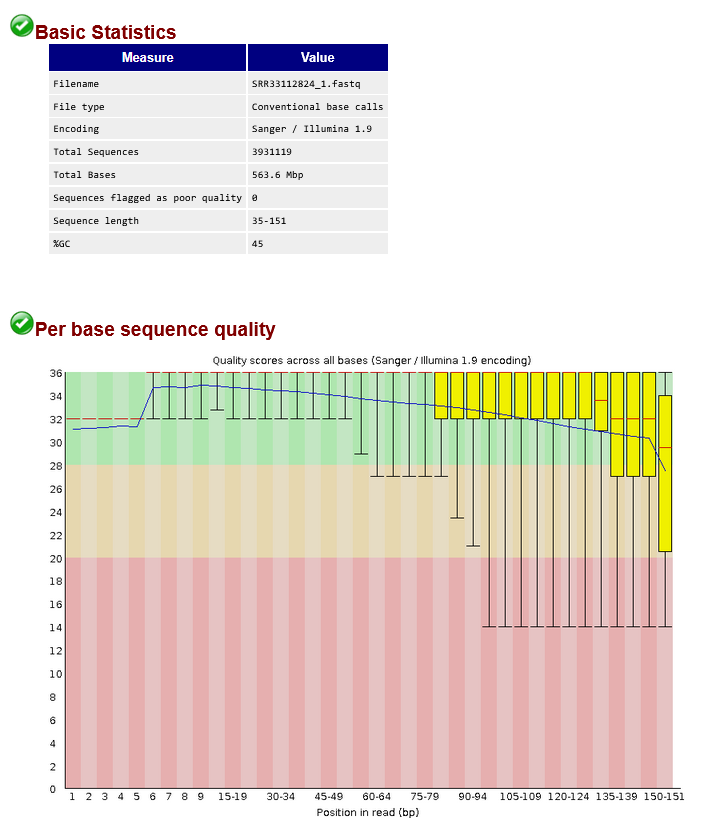 Basic Statistics
Measure Value
Filename SRR33112824_1.fastq
File type Conventional base calls
Encoding Sanger / Illumina 1.9
Total Sequences 3931119
Total Bases 563.6 Mbp
Sequences flagged as poor quality 0
Sequence length 35-151
%GC 45
Per base sequence quality
Quality scores across all bases (Sanger / Illumina 1.9 encoding)
36
34
32
30
28
26
24
22
20
18
16
14
12
10
8
6
4
2
0
1 2 3 4 5 6 7 8 9 15-19 30-34 45-49 60-64 75-79 90-94 105-109 120-124 135-139 150-151
Position in read (bp)